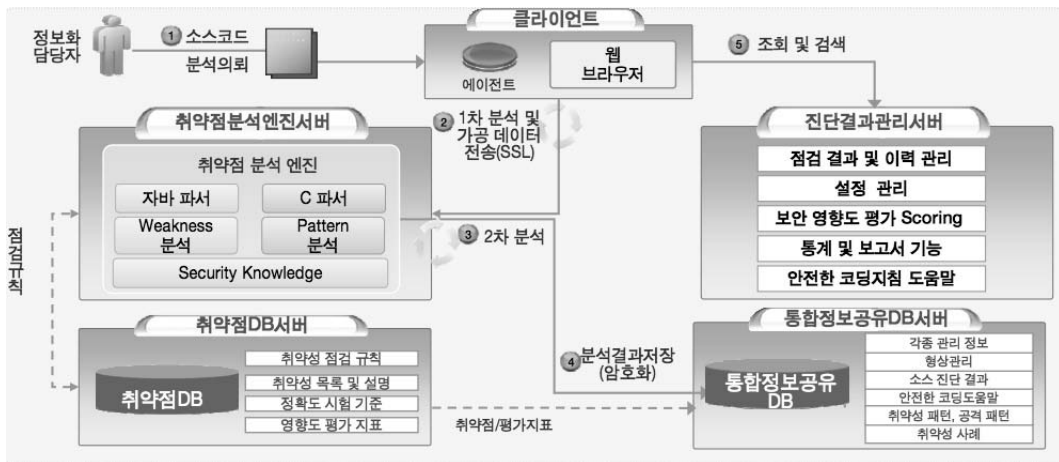 정보화
담당자
1 소스코드
분석의뢰
클라이언트
에이전트
웹
브라우저
5 조회 및 검색
취약점분석엔진서버
취약점 분석 엔진
자바 파서
C 파서
Weakness
분석
Pattern
분석
Security Knowledge
2 1차 분석 및
가공 데이터
전송(SSL)
3 2차 분석
진단결과관리서버
점검 결과 및 이력 관리
설정 관리
보안 영향도 평가 Scoring
통계 및 보고서 기능
안전한 코딩지침 도움말
점검규칙
취약점DB서버
취약점DB
취약성 점검 규칙
취약성 목록 및 설명
정확도 시험 기준
영향도 평가 지표
4 분석결과저장
(암호화)
취약점/평가지표
통합정보공유DB서버
통합정보공유
DB
각종 관리 정보
형상관리
소스 진단 결과
안전한 코딩도움말
취약성 패턴, 공격 패턴
취약성 사례